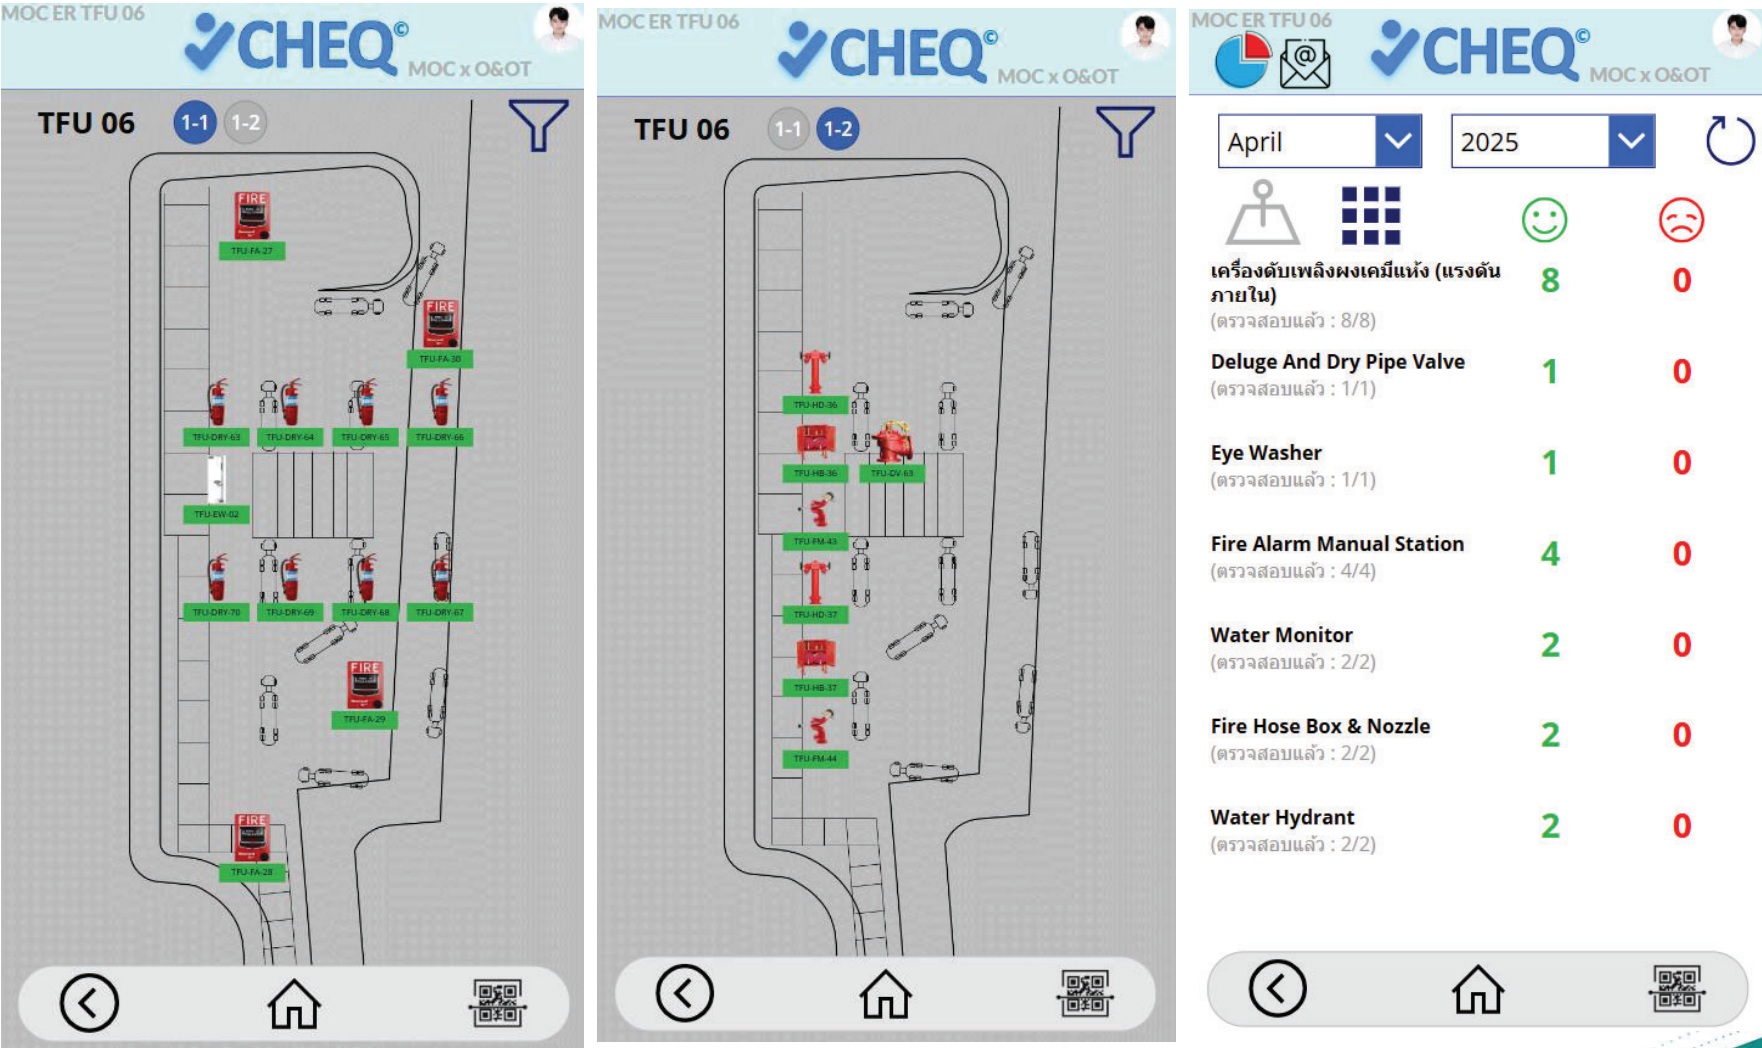 MOC ER TFU 06
CHEQ©
MOC x O&OT
TFU 06
1-1
1-2
FIRE
TFU-FA-27
FIRE
TFU-FA-30
TFU-DRY-63
TFU-DRY-64
TFU-DRY-65
TFU-DRY-66
TFU-EW-02
TFU-DRY-70
TFU-DRY-69
TFU-DRY-68
TFU-DRY-67
FIRE
TFU-FA-29
FIRE
TFU-FA-28
MOC ER TFU 06
CHEQ©
MOC x O&OT
TFU 06
1-1
1-2
TFU-HD-36
TFU-HB-36
TFU-DV-63
TFU-FM-43
TFU-HD-37
TFU-HB-37
TFU-FM-44
MOC ER TFU 06
CHEQ©
MOC x O&OT
April
2025
เครื่องดับเพลิงผงเคมีแห้ง (แรงดัน
ภายใน)
8
0
(ตรวจสอบแล้ว : 8/8)
Deluge And Dry Pipe Valve
1
0
(ตรวจสอบแล้ว : 1/1)
Eye Washer
1
0
(ตรวจสอบแล้ว : 1/1)
Fire Alarm Manual Station
4
0
(ตรวจสอบแล้ว : 4/4)
Water Monitor
2
0
(ตรวจสอบแล้ว : 2/2)
Fire Hose Box & Nozzle
2
0
(ตรวจสอบแล้ว : 2/2)
Water Hydrant
2
0
(ตรวจสอบแล้ว : 2/2)